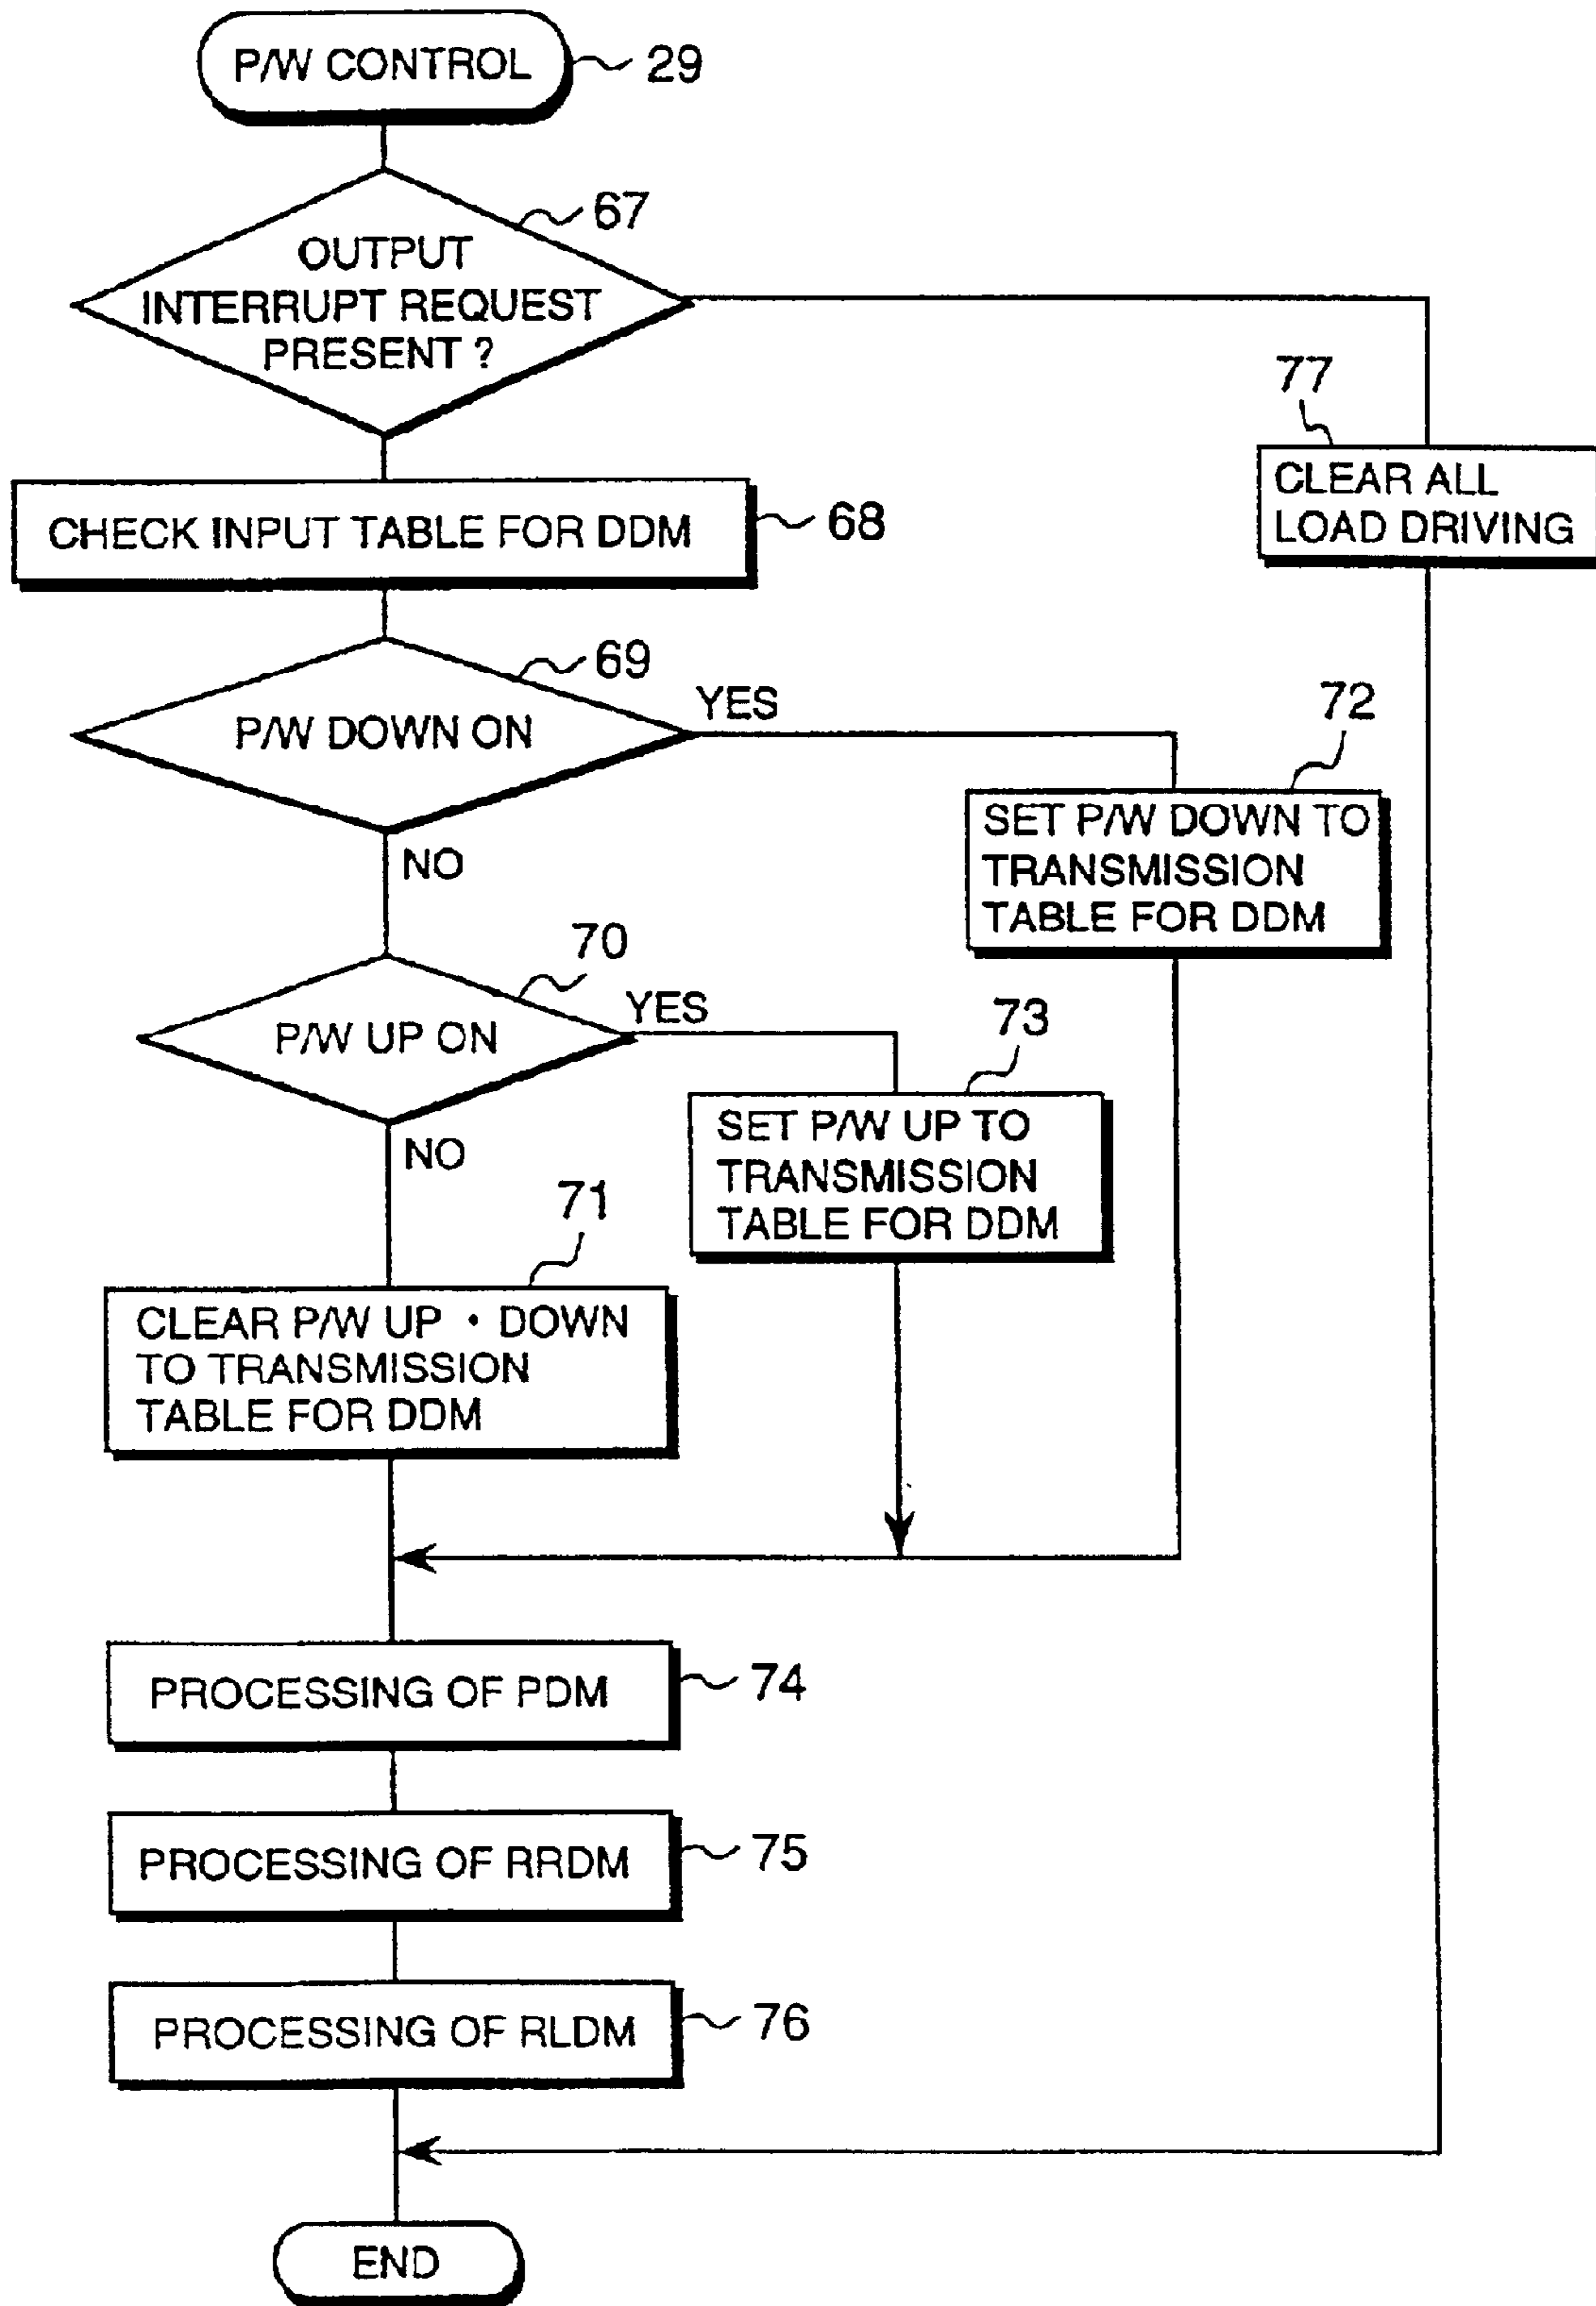 P/W CONTROL
29
67
OUTPUT
INTERRUPT REQUEST
PRESENT ?
77
CLEAR ALL
LOAD DRIVING
CHECK INPUT TABLE FOR DDM
68
69
P/W DOWN ON
YES
NO
72
SET P/W DOWN TO
TRANSMISSION
TABLE FOR DDM
70
P/W UP ON
YES
NO
73
SET P/W UP TO
TRANSMISSION
TABLE FOR DDM
71
CLEAR P/W UP • DOWN
TO TRANSMISSION
TABLE FOR DDM
PROCESSING OF PDM
74
PROCESSING OF RRDM
75
PROCESSING OF RLDM
76
END